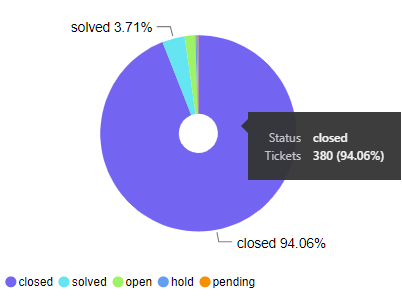 solved 3.71%
Status closed
Tickets 380 (94.06%)
closed 94.06%
closed solved open hold pending